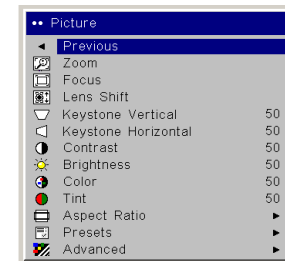 •• Picture
Previous
Zoom
Focus
Lens Shift
Keystone Vertical 50
Keystone Horizontal 50
Contrast 50
Brightness 50
Color 50
Tint 50
Aspect Ratio
Presets
Advanced